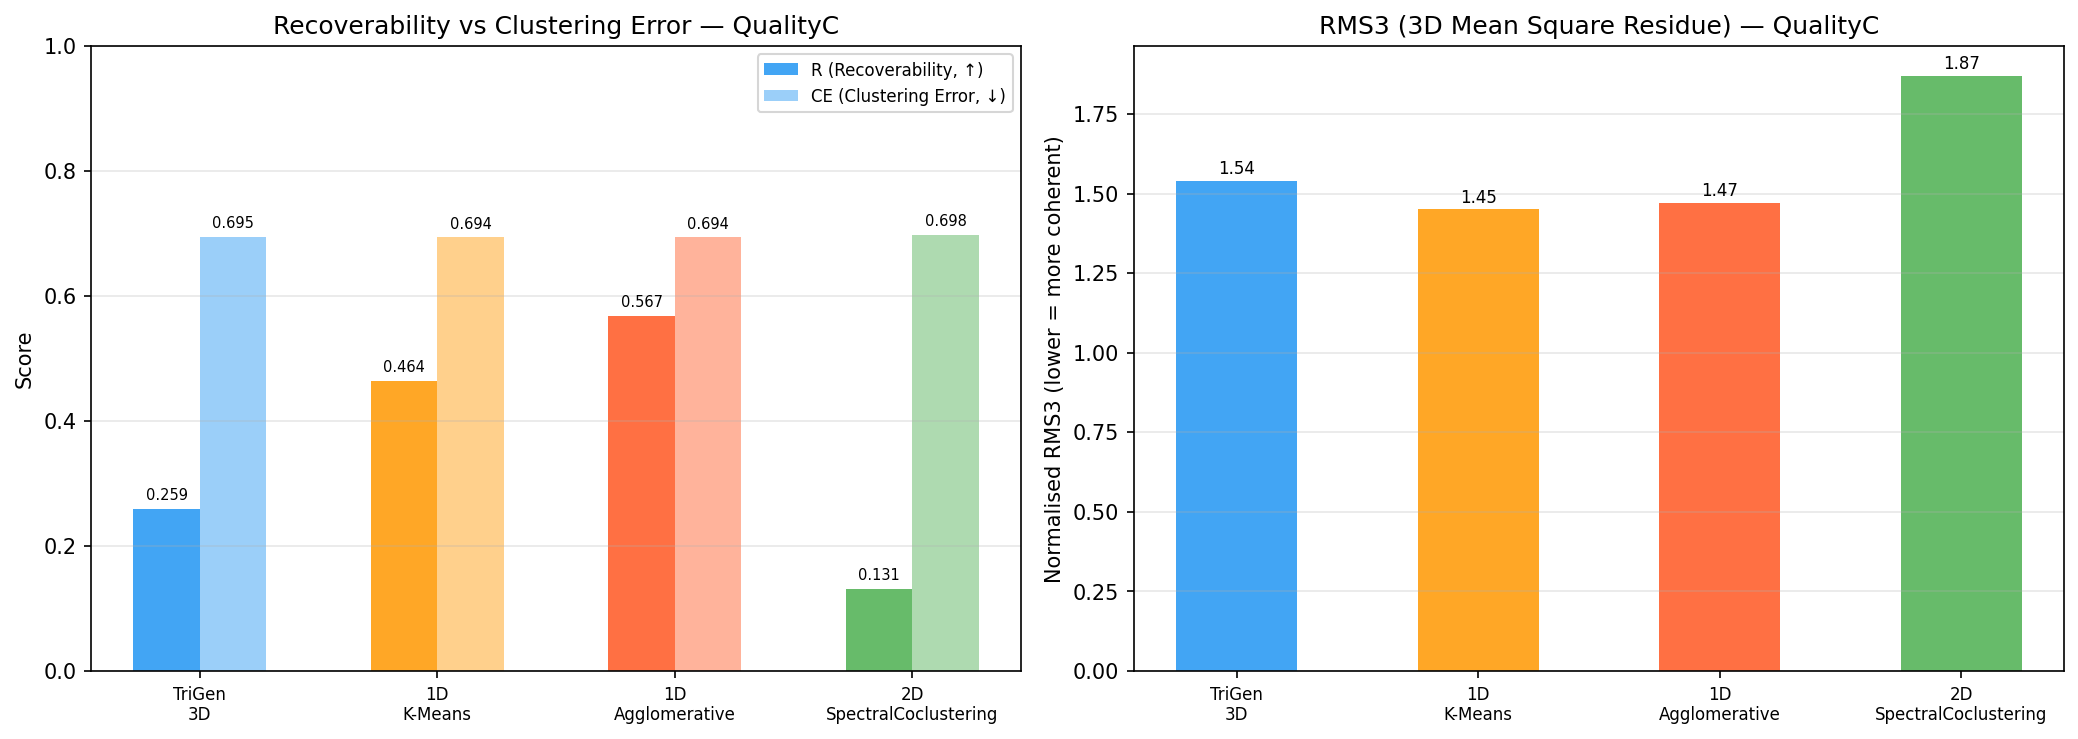 Recoverability vs Clustering Error — QualityC
1.0
0.8
0.6
0.4
0.2
0.0
Score
R (Recoverability, ↑)
CE (Clustering Error, ↓)
0.259
0.695
0.464
0.694
0.567
0.694
0.131
0.698
TriGen
3D
1D
K-Means
1D
Agglomerative
2D
SpectralCoclustering
RMS3 (3D Mean Square Residue) — QualityC
1.75
1.50
1.25
1.00
0.75
0.50
0.25
0.00
Normalised RMS3 (lower = more coherent)
1.54
1.45
1.47
1.87
TriGen
3D
1D
K-Means
1D
Agglomerative
2D
SpectralCoclustering